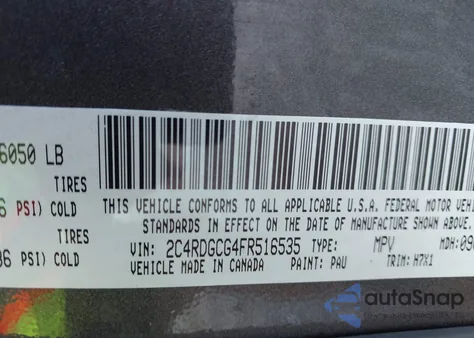 6050 LB
TIRES
PSI) COLD
THIS VEHICLE CONFORMS TO ALL APPLICABLE U.S.A. FEDERAL MOTOR
STANDARDS IN EFFECT ON THE DATE OF MANUFACTURE SHOWN ABOVE.
TIRES
PSI) COLD
VIN: 2C4RDGCG4FR516535 TYPE: MPV MDH:
VEHICLE MADE IN CANADA PAINT: PAU TRIM: H7X1
autoSnap